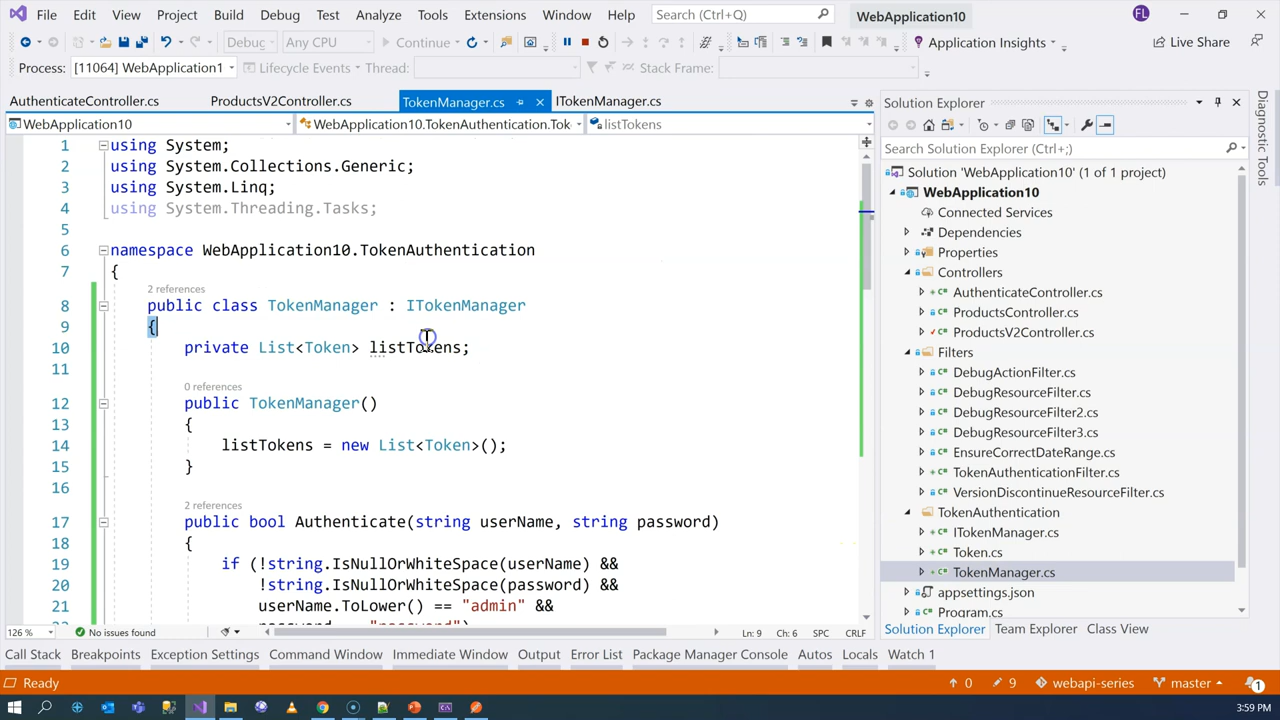 File Edit View Project Build Debug Test Analyze Tools Extensions Window Help Search (Ctrl+Q) WebApplication10 FL
Debug Any CPU Continue Application Insights Live Share
Process: [11064] WebApplication1 Lifecycle Events Thread: Stack Frame:
AuthenticateController.cs ProductsV2Controller.cs TokenManager.cs ITokenManager.cs
WebApplication10 WebApplication10.TokenAuthentication.Tok listTokens
1 using System;
2 using System.Collections.Generic;
3 using System.Linq;
4 using System.Threading.Tasks;
5
6 namespace WebApplication10.TokenAuthentication
7 {
2 references
8 public class TokenManager : ITokenManager
9 {
10 private List<Token> listTokens;
11
0 references
12 public TokenManager()
13 {
14 listTokens = new List<Token>();
15 }
16
2 references
17 public bool Authenticate(string userName, string password)
18 {
19 if (!string.IsNullOrWhiteSpace(userName) &&
20 !string.IsNullOrWhiteSpace(password) &&
21 userName.ToLower() == "admin" &&
126 % No issues found Ln: 9 Ch: 6 SPC CRLF
Solution Explorer
Search Solution Explorer (Ctrl+;)
Solution 'WebApplication10' (1 of 1 project)
WebApplication10
Connected Services
Dependencies
Properties
Controllers
AuthenticateController.cs
ProductsController.cs
ProductsV2Controller.cs
Filters
DebugActionFilter.cs
DebugResourceFilter.cs
DebugResourceFilter2.cs
DebugResourceFilter3.cs
EnsureCorrectDateRange.cs
TokenAuthenticationFilter.cs
VersionDiscontinueResourceFilter.cs
TokenAuthentication
ITokenManager.cs
Token.cs
TokenManager.cs
appsettings.json
Program.cs
Solution Explorer Team Explorer Class View
Diagnostic Tools
Call Stack Breakpoints Exception Settings Command Window Immediate Window Output Error List Package Manager Console Autos Locals Watch 1
Ready 0 9 webapi-series master 1
3:59 PM